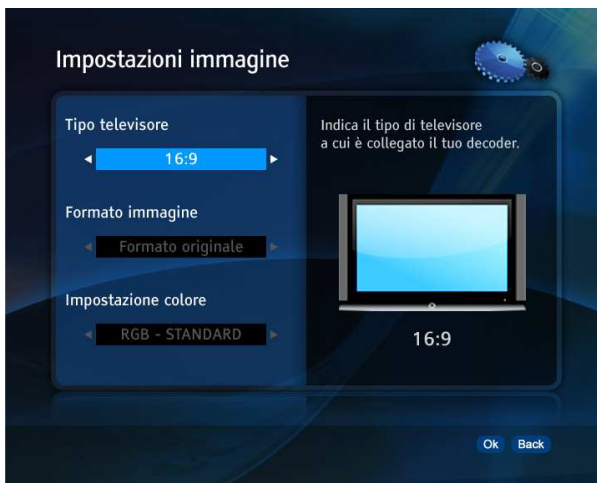 Impostazioni immagine
Tipo televisore
16:9
Formato immagine
Formato originale
Impostazione colore
RGB - STANDARD
Indica il tipo di televisore
a cui è collegato il tuo decoder.
16:9
Ok Back